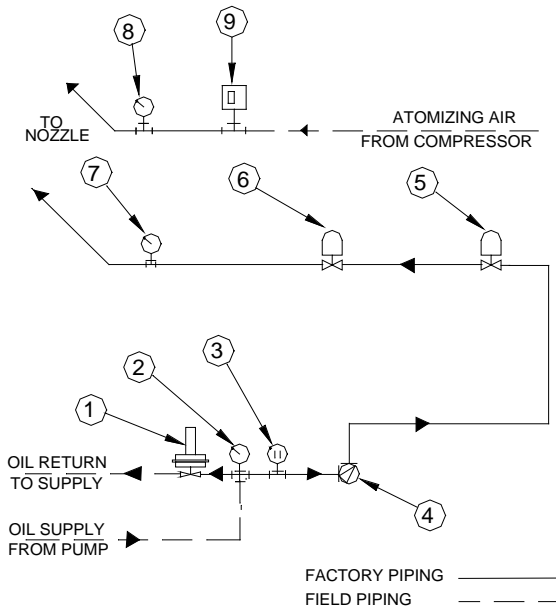 8
9
TO
NOZZLE
ATOMIZING AIR
FROM COMPRESSOR
7
6
5
3
2
1
OIL RETURN
TO SUPPLY
4
OIL SUPPLY
FROM PUMP
FACTORY PIPING
FIELD PIPING